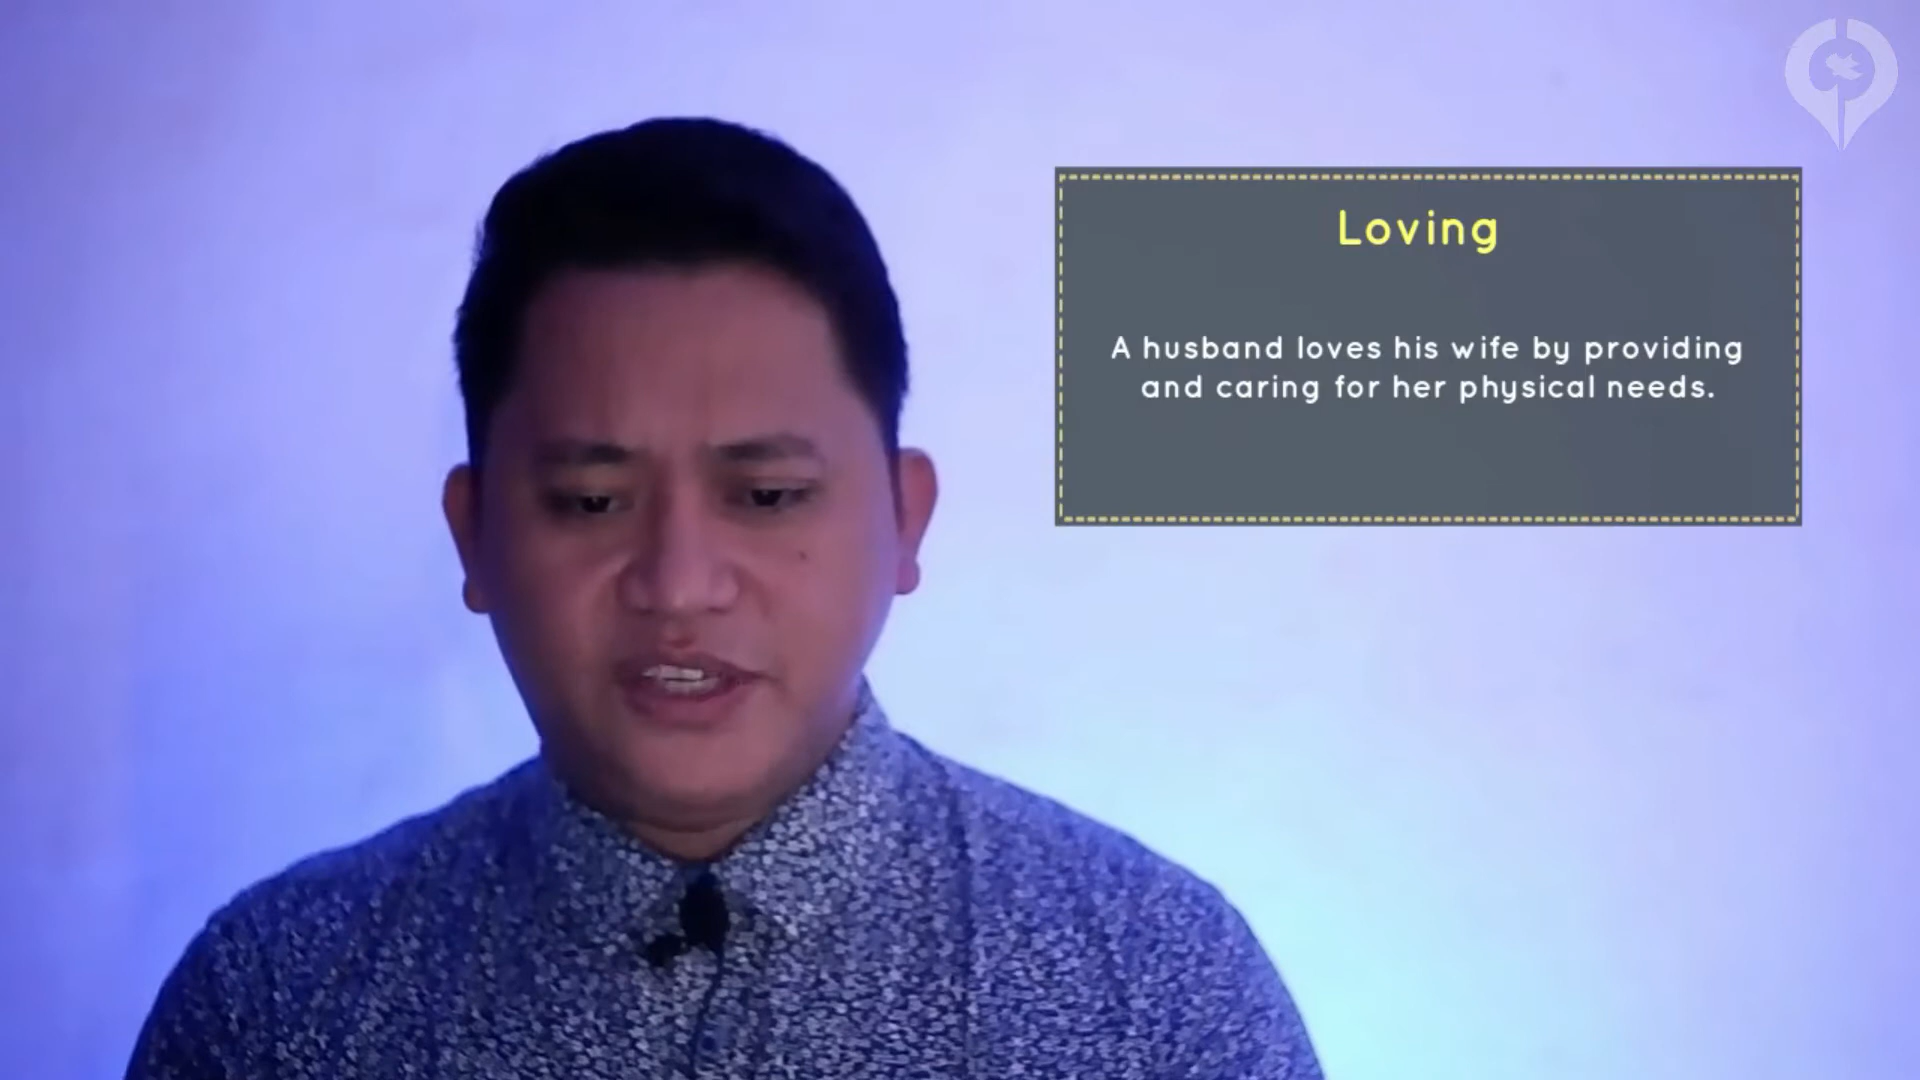 Loving
A husband loves his wife by providing
and caring for her physical needs.